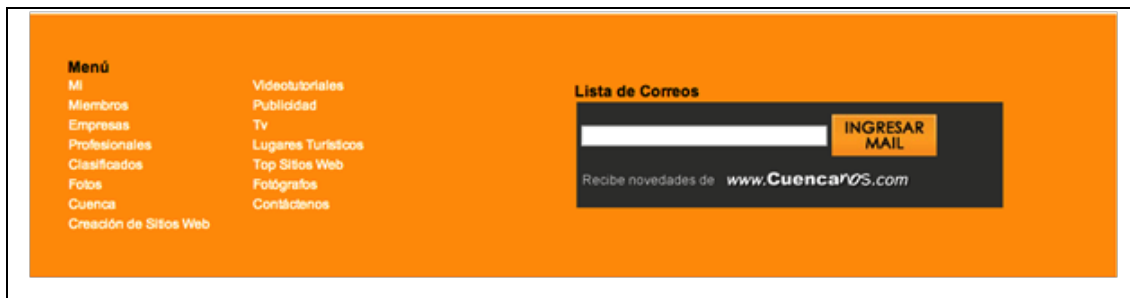 Menú
Mi
Miembros
Empresas
Profesionales
Clasificados
Fotos
Cuenca
Creación de Sitios Web
Videotutoriales
Publicidad
Tv
Lugares Turísticos
Top Sitios Web
Fotógrafos
Contáctenos
Lista de Correos
INGRESAR
MAIL
Recibe novedades de www.Cuencanos.com